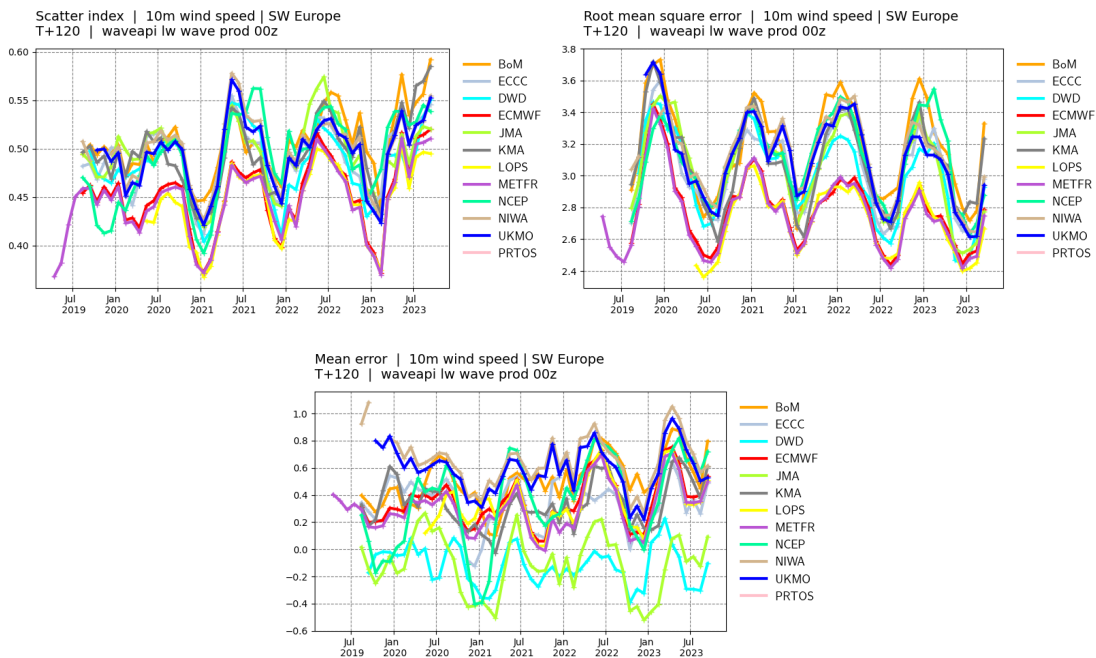 Scatter index | 10m wind speed | SW Europe
T+120 | waveapi lw wave prod 00z
0.60
0.55
0.50
0.45
0.40
Jul
2019
Jan
2020
Jul
2020
Jan
2021
Jul
2021
Jan
2022
Jul
2022
Jan
2023
Jul
2023
BoM
ECCC
DWD
ECMWF
JMA
KMA
LOPS
METFR
NCEP
NIWA
UKMO
PRTOS
Root mean square error | 10m wind speed | SW Europe
T+120 | waveapi lw wave prod 00z
3.8
3.6
3.4
3.2
3.0
2.8
2.6
2.4
Jul
2019
Jan
2020
Jul
2020
Jan
2021
Jul
2021
Jan
2022
Jul
2022
Jan
2023
Jul
2023
BoM
ECCC
DWD
ECMWF
JMA
KMA
LOPS
METFR
NCEP
NIWA
UKMO
PRTOS
Mean error | 10m wind speed | SW Europe
T+120 | waveapi lw wave prod 00z
1.0
0.8
0.6
0.4
0.2
0.0
−0.2
−0.4
−0.6
Jul
2019
Jan
2020
Jul
2020
Jan
2021
Jul
2021
Jan
2022
Jul
2022
Jan
2023
Jul
2023
BoM
ECCC
DWD
ECMWF
JMA
KMA
LOPS
METFR
NCEP
NIWA
UKMO
PRTOS